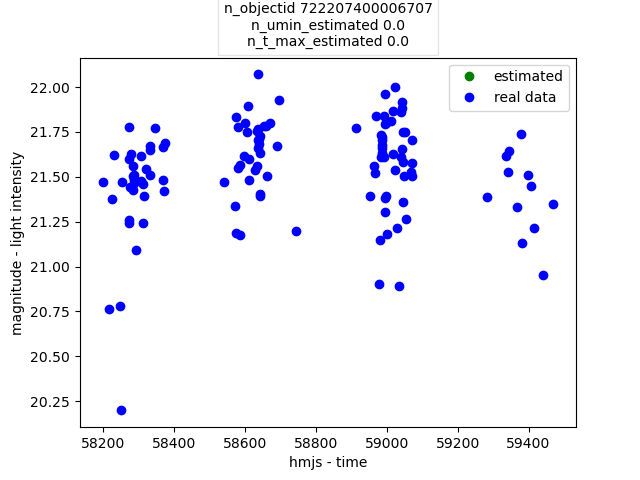 n_objectid 722207400006707
n_umin_estimated 0.0
n_t_max_estimated 0.0
estimated
real data
22.00
21.75
21.50
21.25
21.00
20.75
20.50
20.25
magnitude - light intensity
58200 58400 58600 58800 59000 59200 59400
hmjs - time